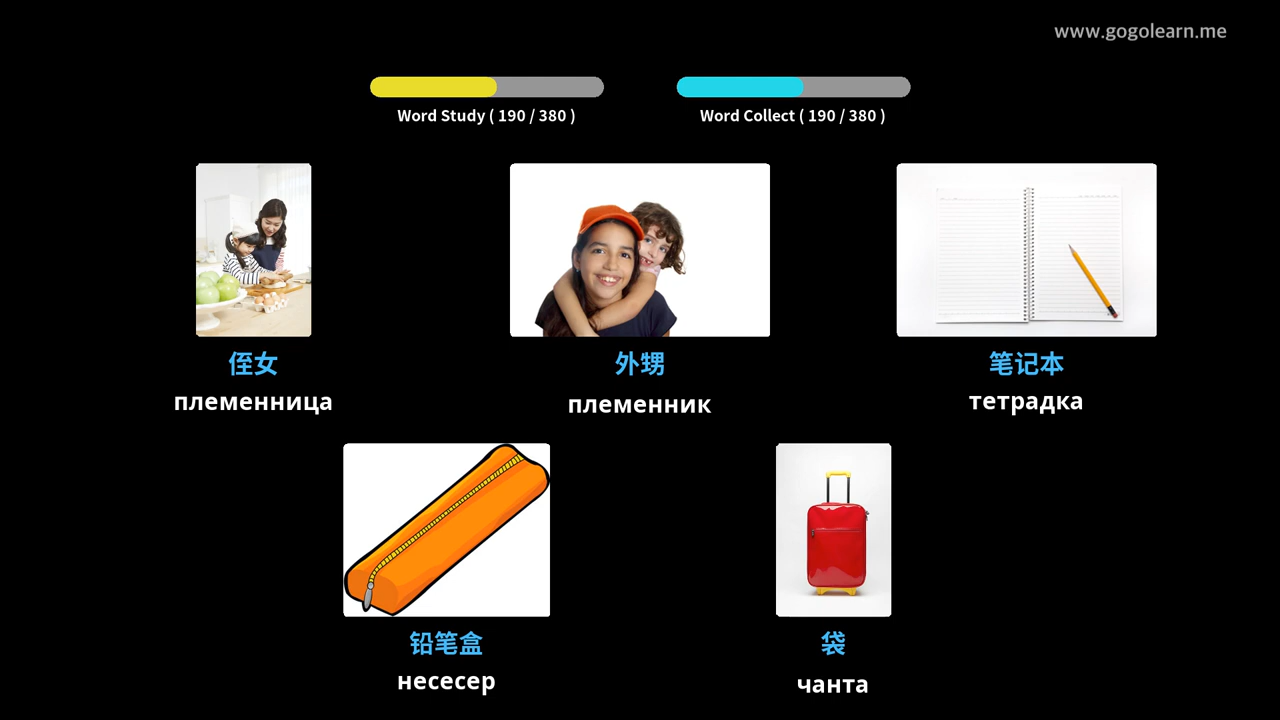 www.gogolearn.me
Word Study ( 190 / 380 )
Word Collect ( 190 / 380 )
侄女
племенница
外甥
племенник
笔记本
тетрадка
铅笔盒
несесер
袋
чанта